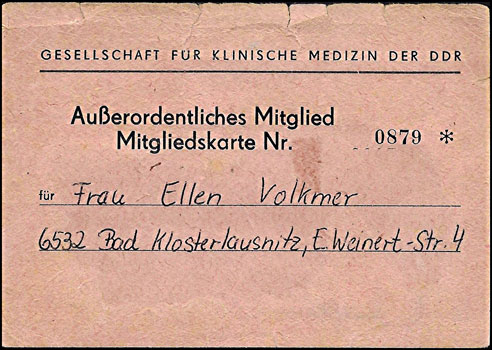 GESELLSCHAFT FÜR KLINISCHE MEDIZIN DER DDR
Außerordentliches Mitglied
Mitgliedskarte Nr. 0879 *
für Frau Ellen Volkmer
6532 Bad Klosterlausnitz, E. Weinert-Str. 4